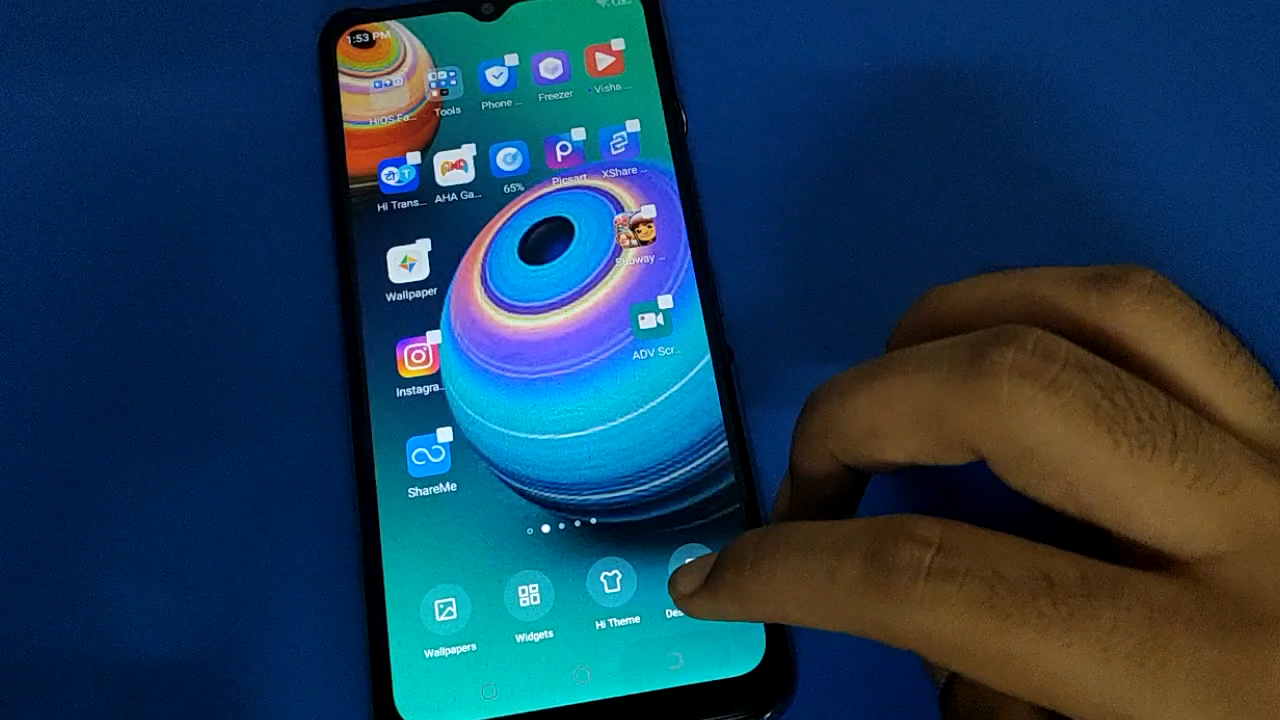 1:53 PM
HiOS Fa...
Tools
Phone ...
Freezer
Visha ...
Hi Trans...
AHA Ga...
65%
Picsart
XShare ...
Wallpaper
Subway ...
Instagra...
ADV Scr...
ShareMe
Wallpapers
Widgets
Hi Theme